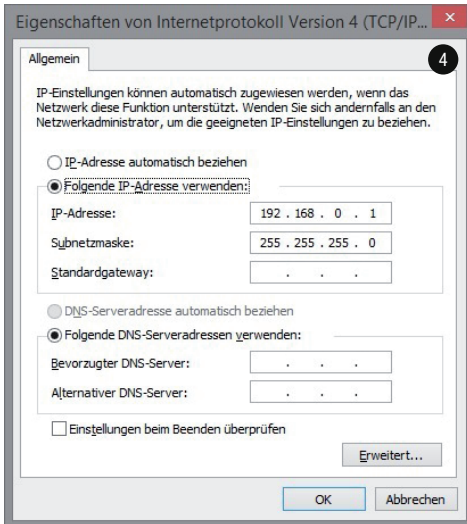 Eigenschaften von Internetprotokoll Version 4 (TCP/IP...
4
Allgemein
IP-Einstellungen können automatisch zugewiesen werden, wenn das
Netzwerk diese Funktion unterstützt. Wenden Sie sich andernfalls an den
Netzwerkadministrator, um die geeigneten IP-Einstellungen zu beziehen.
IP-Adresse automatisch beziehen
Folgende IP-Adresse verwenden:
IP-Adresse: 192 . 168 . 0 . 1
Subnetzmaske: 255 . 255 . 255 . 0
Standardgateway: . . .
DNS-Serveradresse automatisch beziehen
Folgende DNS-Serveradressen verwenden:
Bevorzugter DNS-Server: . . .
Alternativer DNS-Server: . . .
Einstellungen beim Beenden überprüfen
Erweitert...
OK Abbrechen